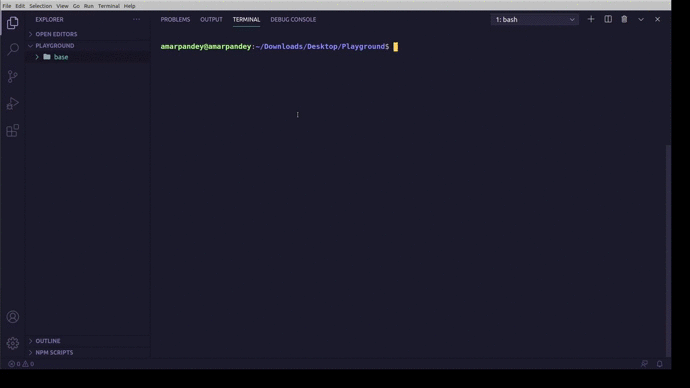 File Edit Selection View Go Run Terminal Help
EXPLORER
PROBLEMS OUTPUT TERMINAL DEBUG CONSOLE
1: bash
OPEN EDITORS
PLAYGROUND
base
amarpandey@amarpandey:~/Downloads/Desktop/Playground$
OUTLINE
NPM SCRIPTS
0 0